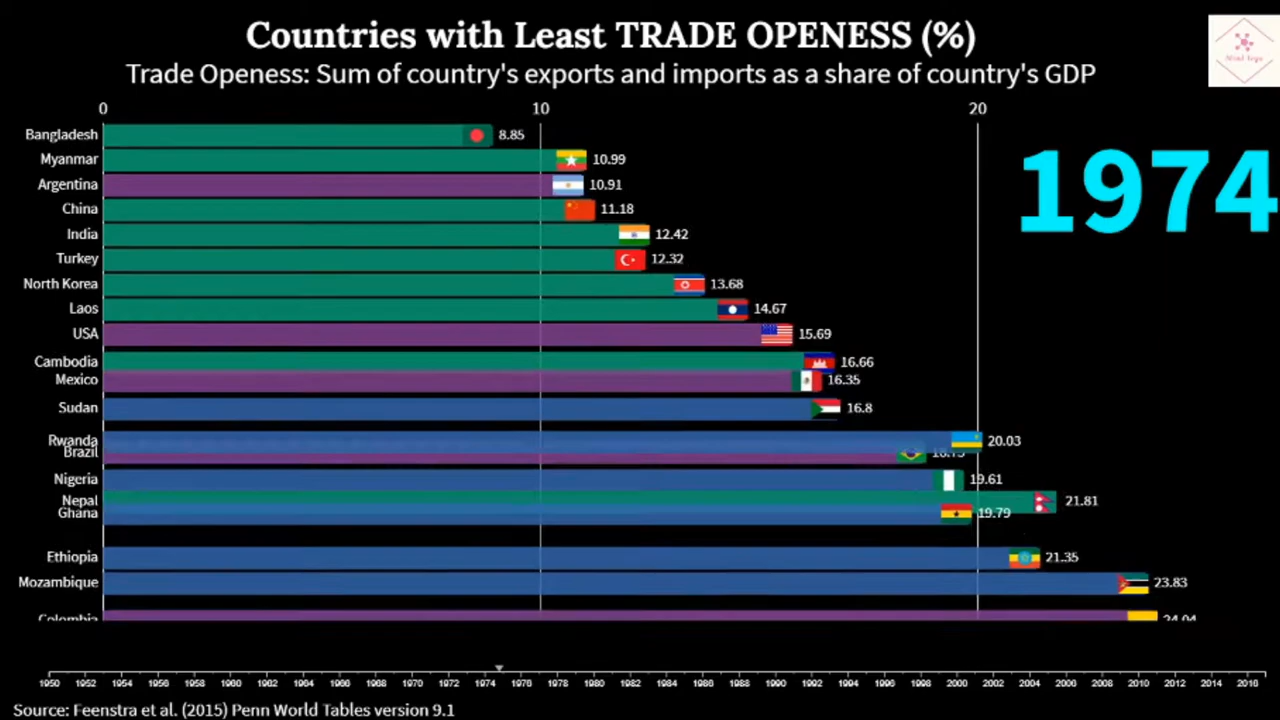 Countries with Least TRADE OPENESS (%)
Trade Openess: Sum of country's exports and imports as a share of country's GDP
0 10 20
1974
Bangladesh 8.85
Myanmar 10.99
Argentina 10.91
China 11.18
India 12.42
Turkey 12.32
North Korea 13.68
Laos 14.67
USA 15.69
Cambodia 16.66
Mexico 16.35
Sudan 16.8
Rwanda 20.03
Brazil
Nigeria 19.61
Nepal 21.81
Ghana 19.79
Ethiopia 21.35
Mozambique 23.83
Colombia 24.04
1950 1952 1954 1956 1958 1960 1962 1964 1966 1968 1970 1972 1974 1976 1978 1980 1982 1984 1986 1988 1990 1992 1994 1996 1998 2000 2002 2004 2006 2008 2010 2012 2014 2016
Source: Feenstra et al. (2015) Penn World Tables version 9.1